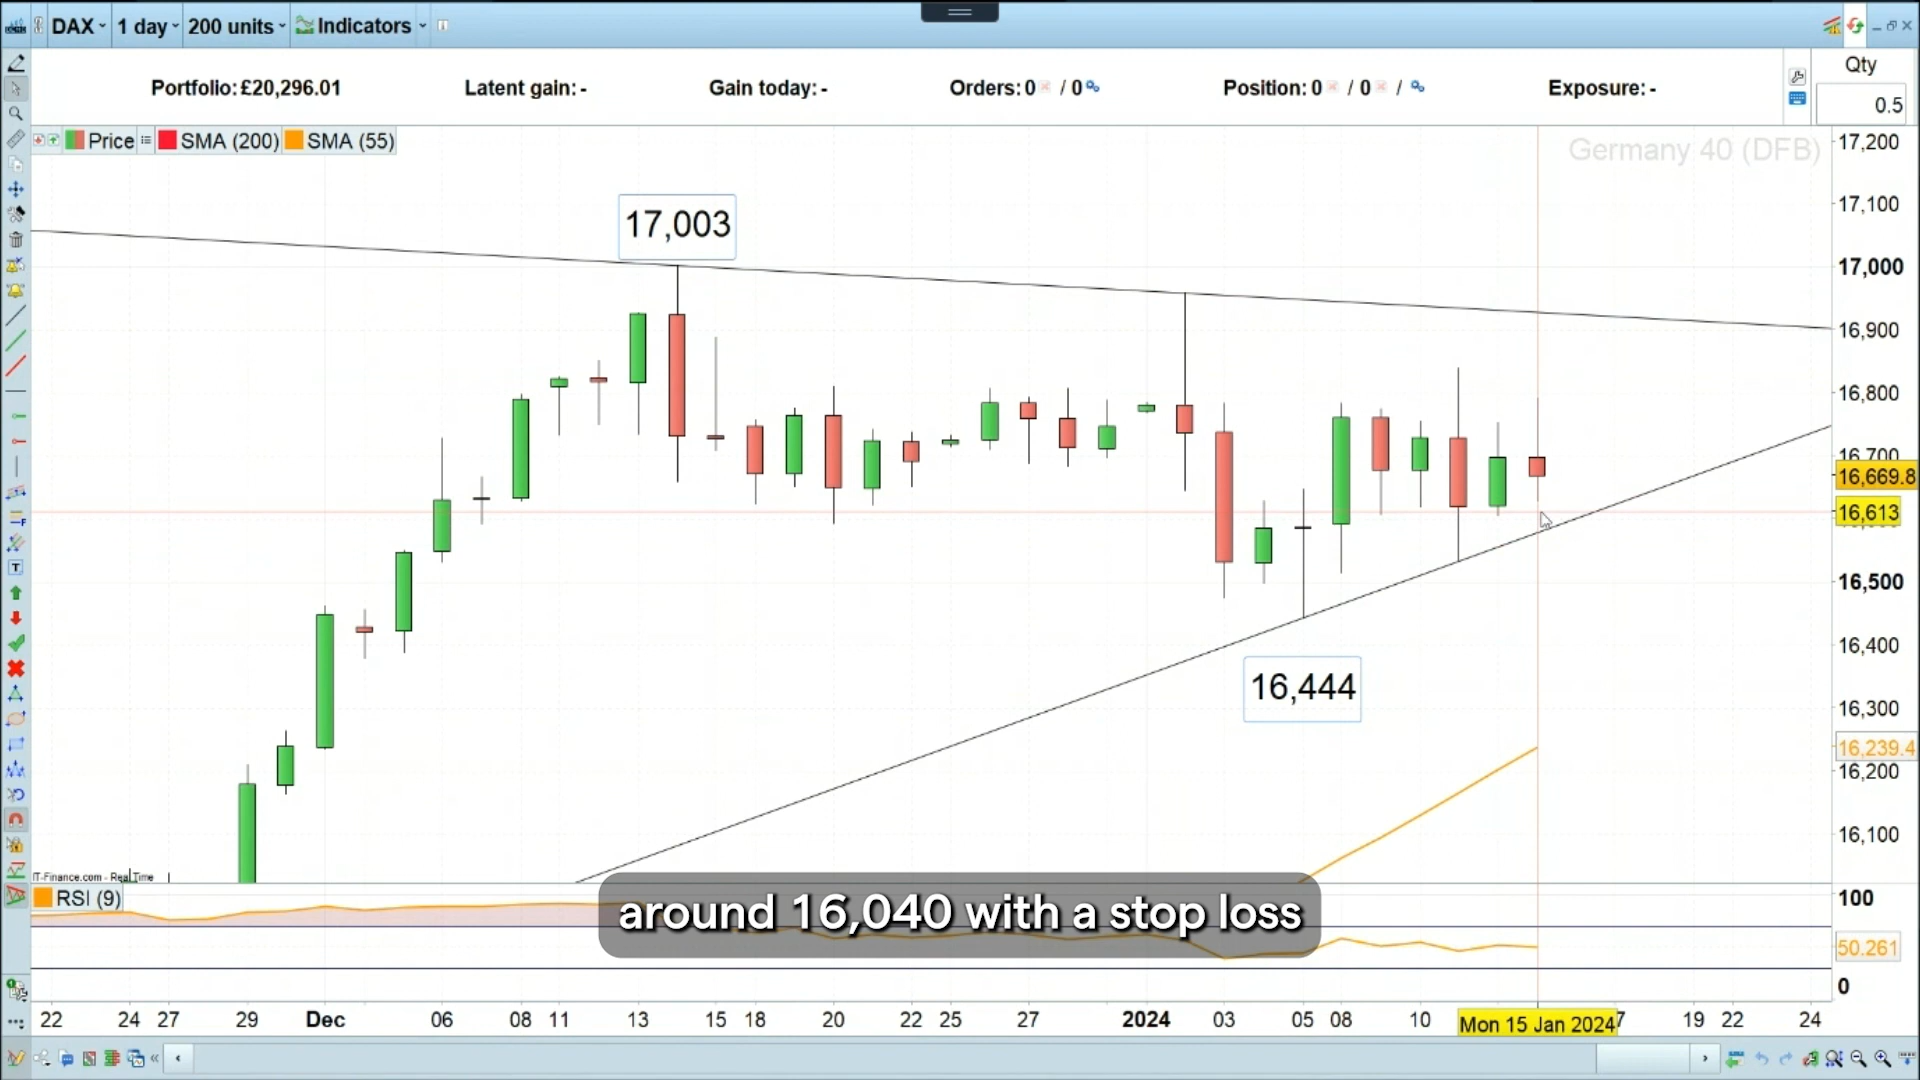 DAX 1 day 200 units Indicators
Portfolio:£20,296.01 Latent gain:- Gain today:- Orders:0 / 0 Position:0 / 0 / Exposure:- Qty
0.5
Price SMA (200) SMA (55)
Germany 40 (DFB)
17,200
17,100
17,000
16,900
16,800
16,700
16,669.8
16,613
16,500
16,400
16,300
16,239.4
16,200
16,100
17,003
16,444
IT-Finance.com - Real Time
RSI (9)
around 16,040 with a stop loss
100
50.261
0
22 24 27 29 Dec 06 08 11 13 15 18 20 22 25 27 2024 03 05 08 10 Mon 15 Jan 2024 19 22 24